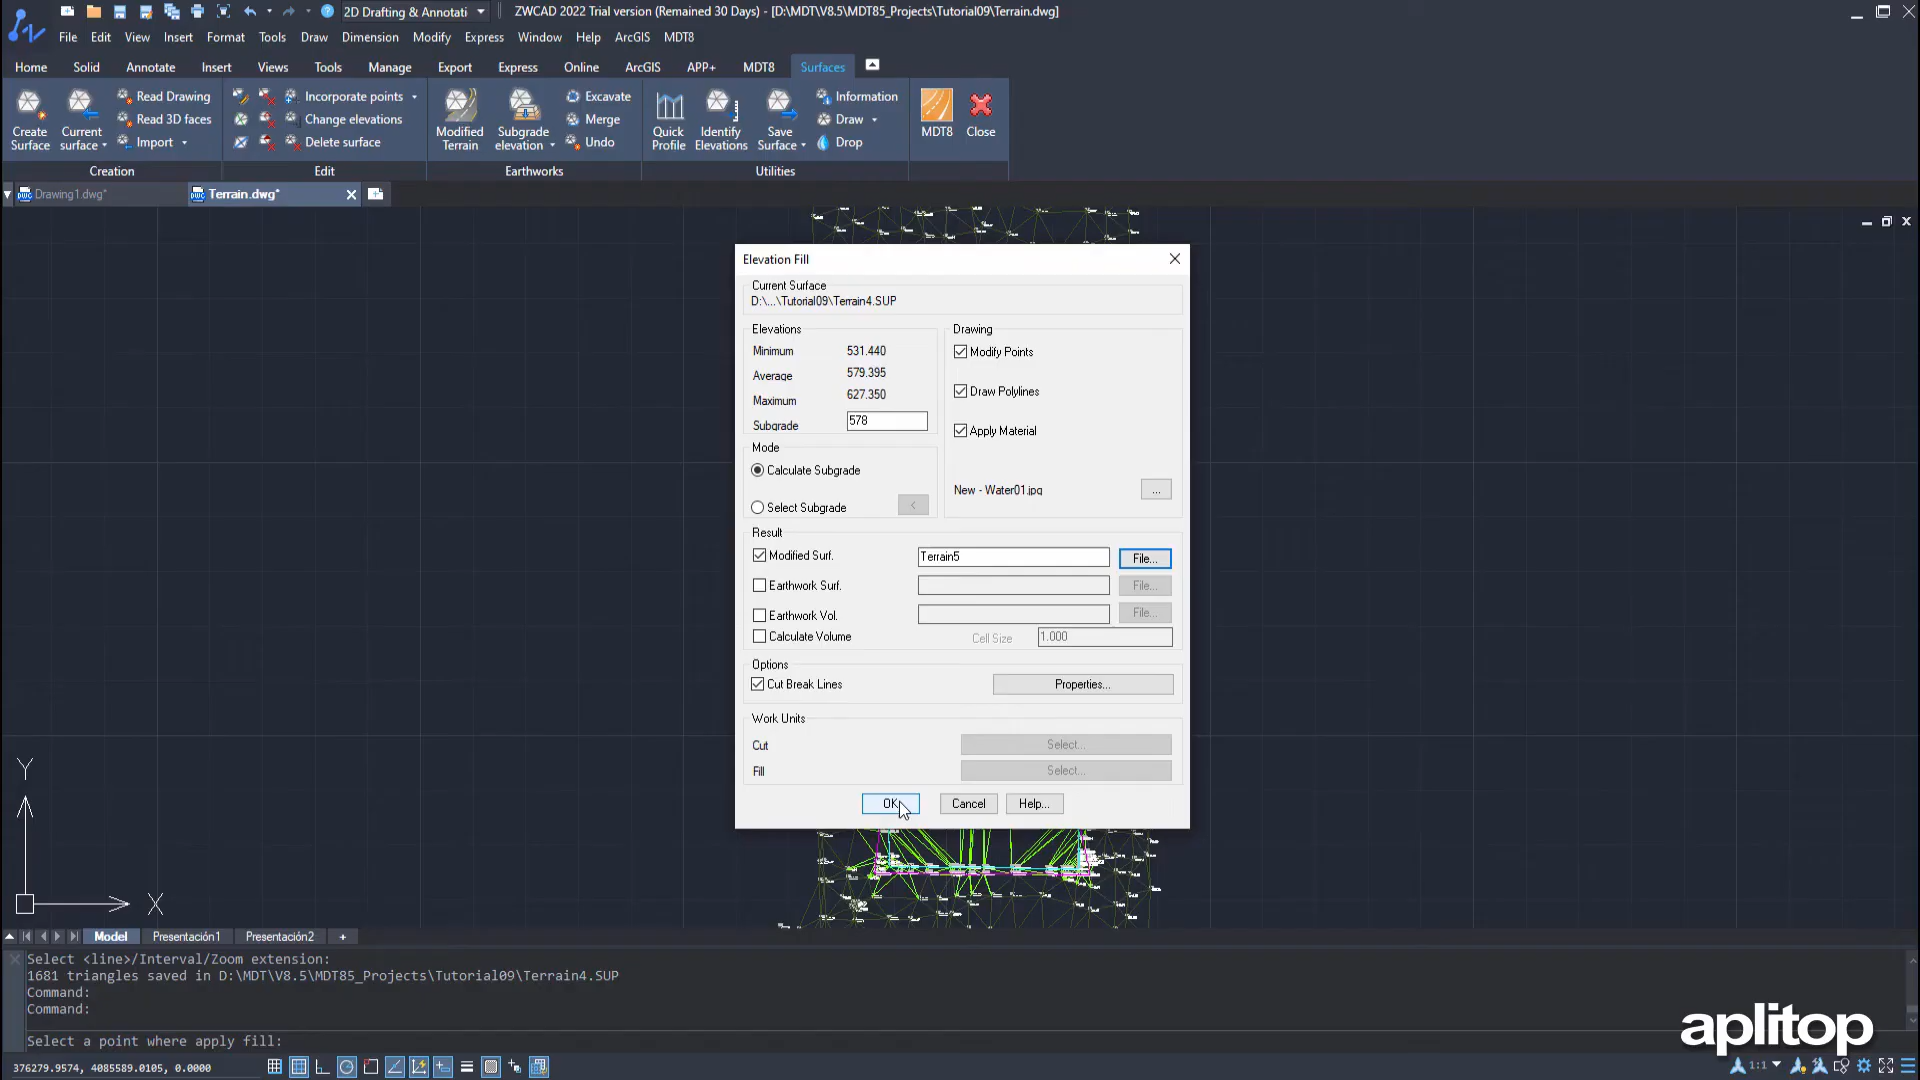 2D Drafting & Annotati
ZWCAD 2022 Trial version (Remained 30 Days) - [D:\MDT\V8.5\MDT85_Projects\Tutorial09\Terrain.dwg]
File Edit View Insert Format Tools Draw Dimension Modify Express Window Help ArcGIS MDT8
Home Solid Annotate Insert Views Tools Manage Export Express Online ArcGIS APP+ MDT8 Surfaces
Create Surface
Current surface
Read Drawing
Read 3D faces
Import
Creation
Incorporate points
Change elevations
Delete surface
Edit
Modified Terrain
Subgrade elevation
Excavate
Merge
Undo
Earthworks
Quick Profile
Identify Elevations
Save Surface
Information
Draw
Drop
Utilities
MDT8
Close
Drawing1.dwg*
Terrain.dwg*
Elevation Fill
Current Surface
D:\...\Tutorial09\Terrain4.SUP
Elevations
Minimum 531.440
Average 579.395
Maximum 627.350
Subgrade 578
Drawing
Modify Points
Draw Polylines
Apply Material
New - Water01.jpg
...
Mode
Calculate Subgrade
Select Subgrade <
Result
Modified Surf. Terrain5 File...
Earthwork Surf. File...
Earthwork Vol. File...
Calculate Volume Cell Size 1.000
Options
Cut Break Lines Properties...
Work Units
Cut Select...
Fill Select...
OK Cancel Help...
Y
X
Model Presentación1 Presentación2 +
Select <line>/Interval/Zoom extension:
1681 triangles saved in D:\MDT\V8.5\MDT85_Projects\Tutorial09\Terrain4.SUP
Command:
Command:
Select a point where apply fill:
aplitop
376279.9574, 4085589.0105, 0.0000
1:1